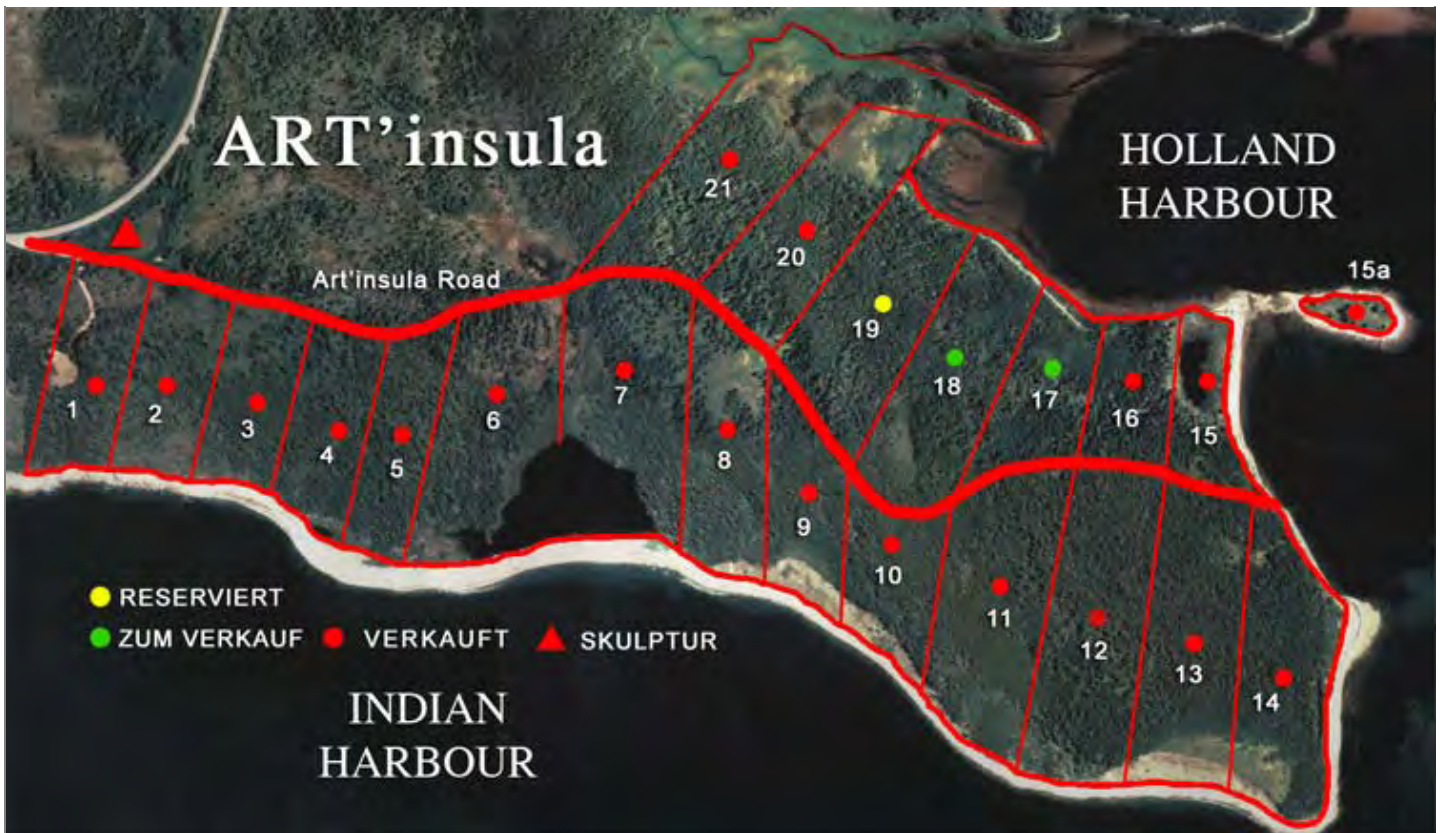 ART'insula
HOLLAND
HARBOUR
15a
21
20
Art'insula Road
19
18
17
16
15
1
2
3
4
5
6
7
8
9
10
11
12
13
14
RESERVIERT
ZUM VERKAUF VERKAUFT SKULPTUR
INDIAN
HARBOUR